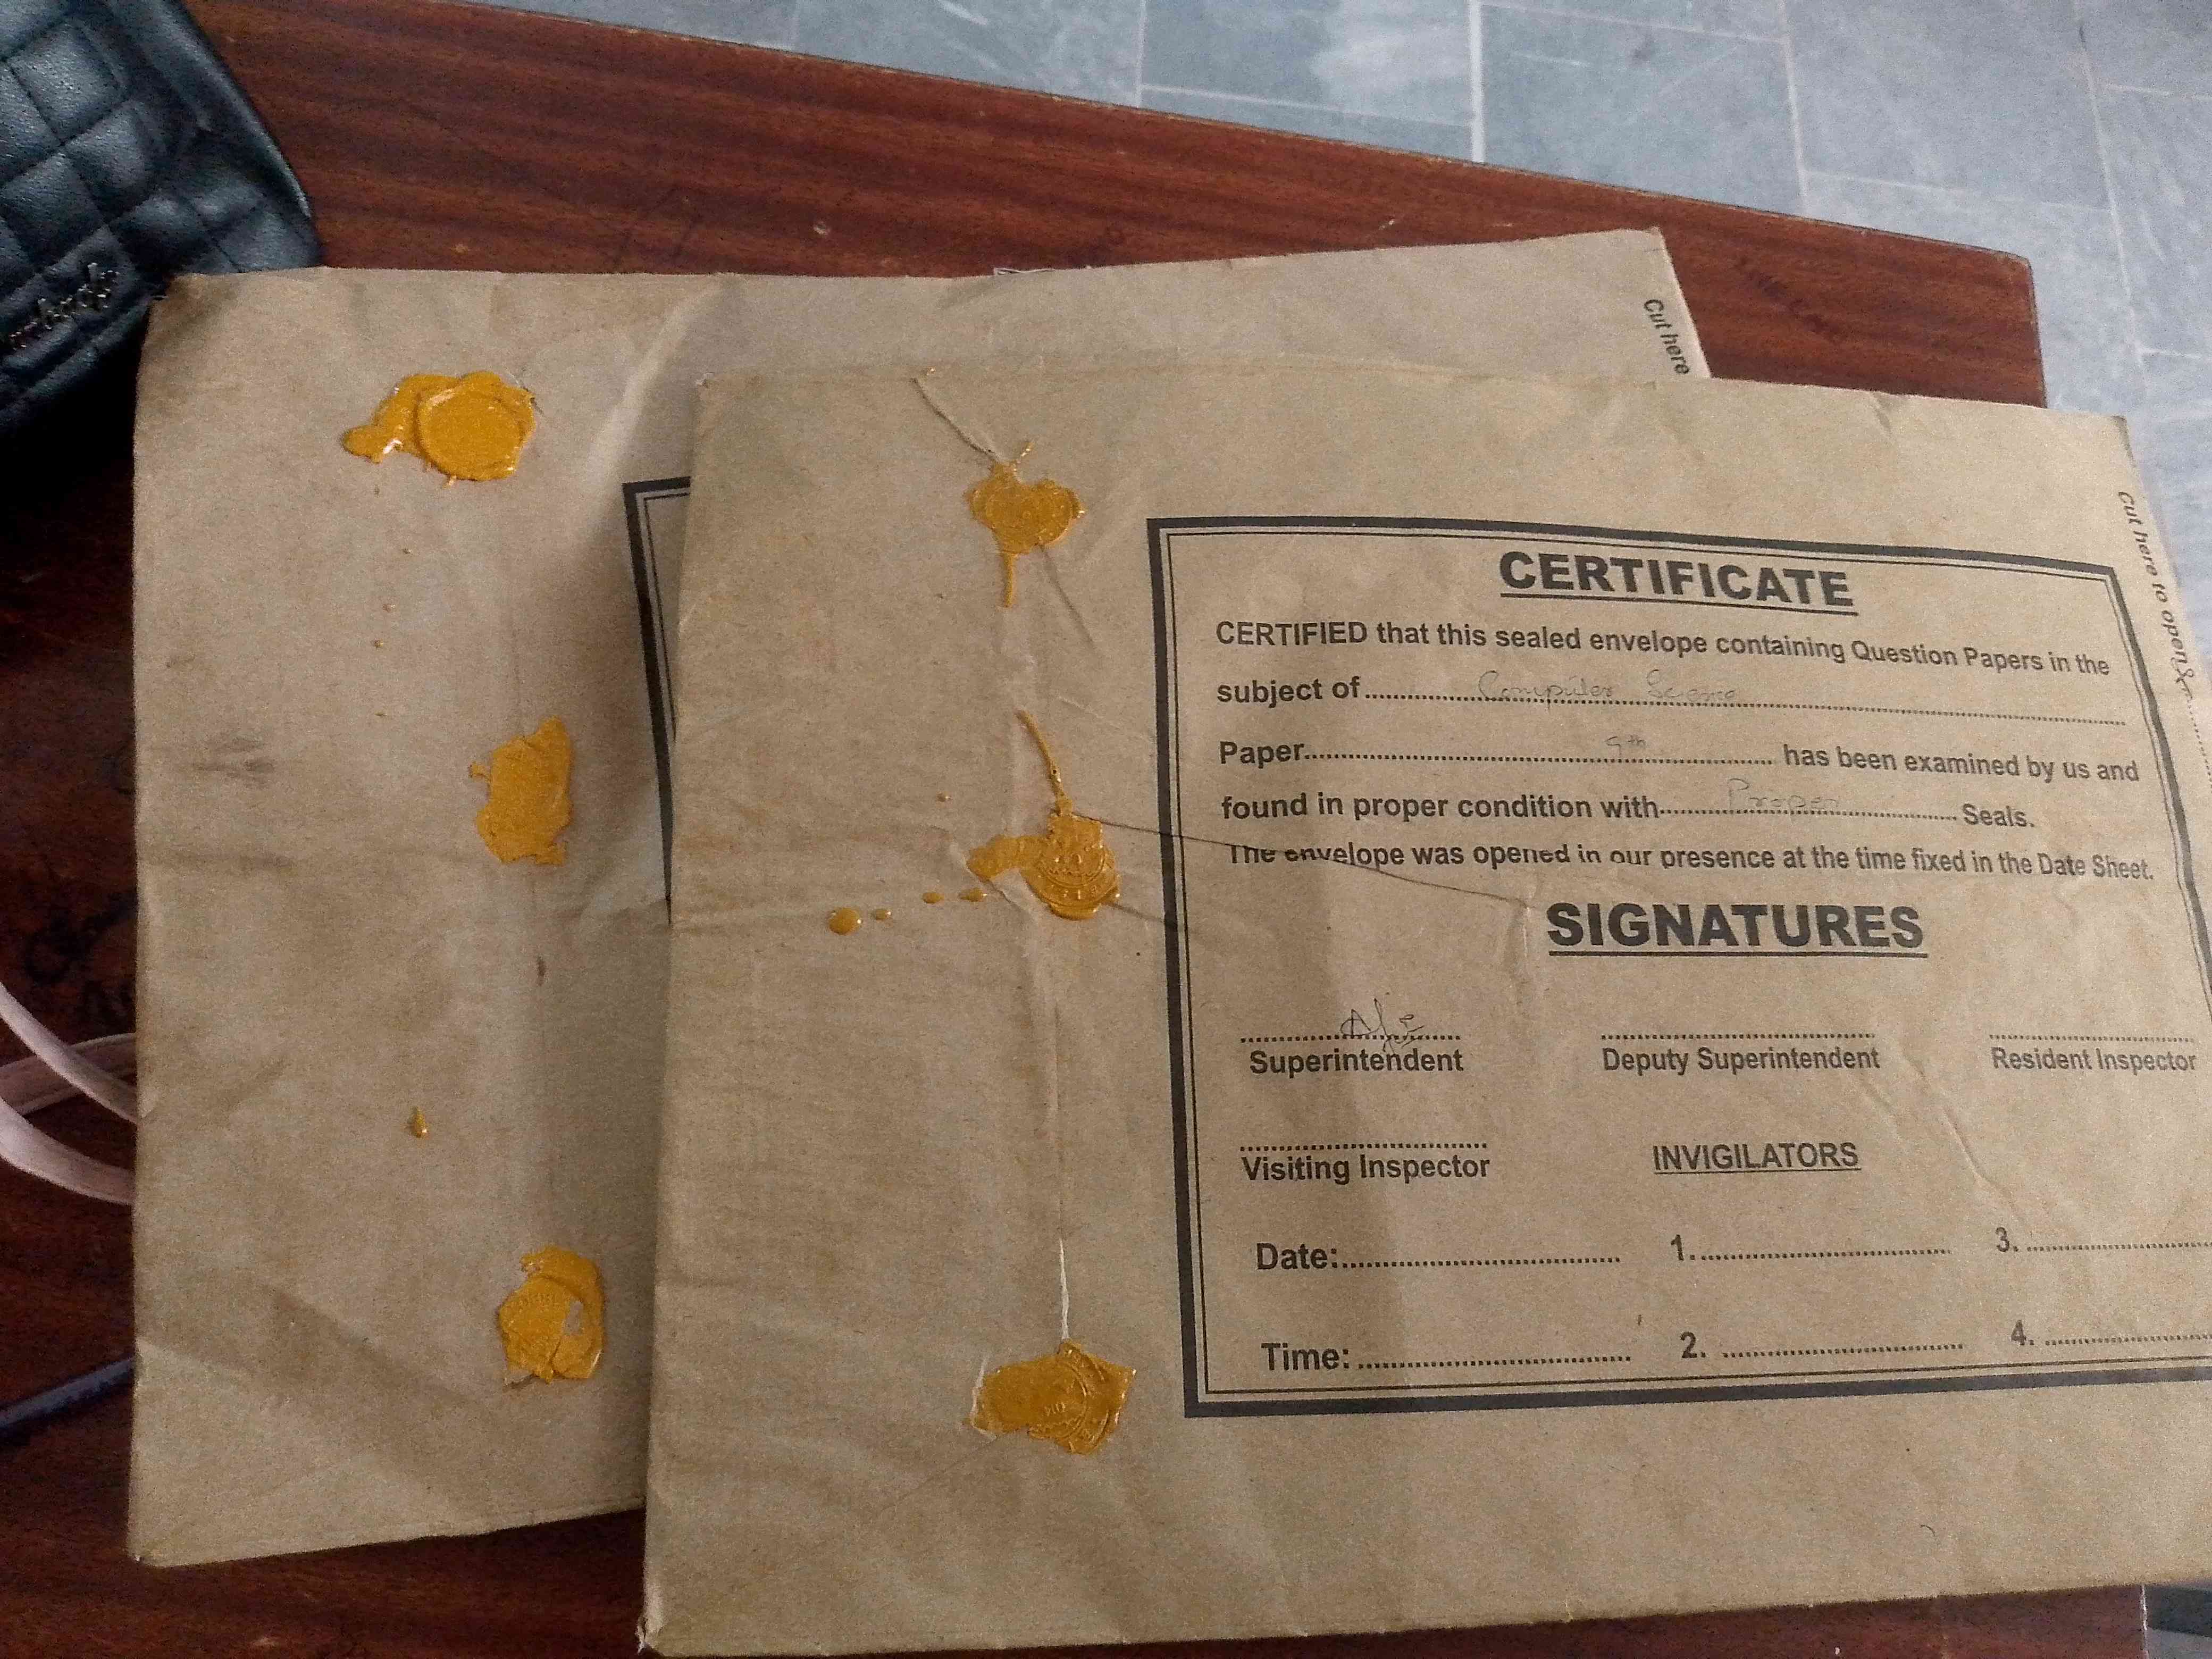 Cut here
Cut here to open
CERTIFICATE
CERTIFIED that this sealed envelope containing Question Papers in the
subject of Computer Science
Paper 9th has been examined by us and
found in proper condition with Proper Seals.
The envelope was opened in our presence at the time fixed in the Date Sheet.
SIGNATURES
Superintendent Deputy Superintendent Resident Inspector
Visiting Inspector INVIGILATORS
Date: 1. 3.
Time: 2. 4.